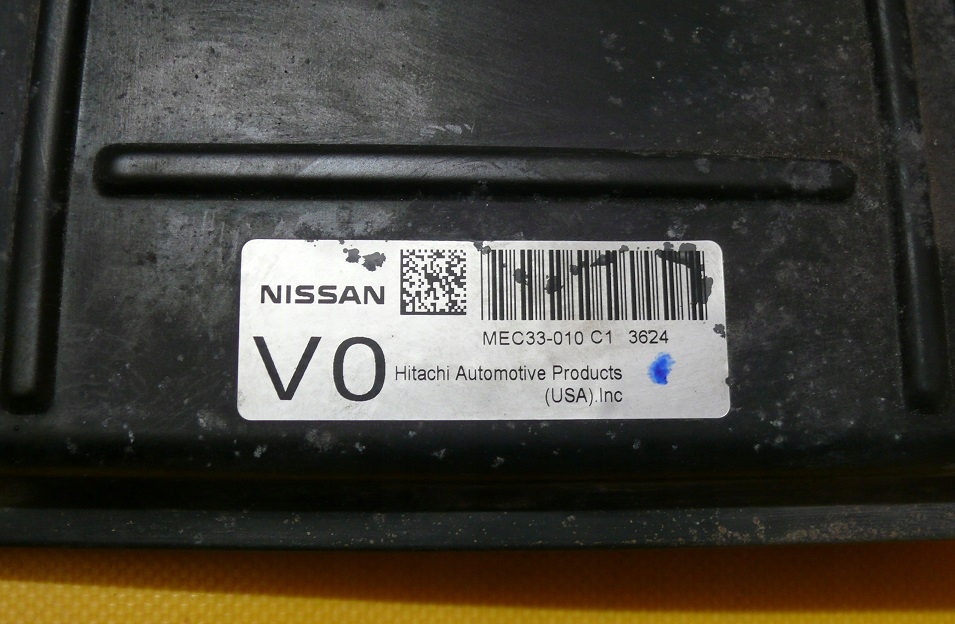 NISSAN
MEC33-010 C1 3624
V0
Hitachi Automotive Products
(USA).Inc